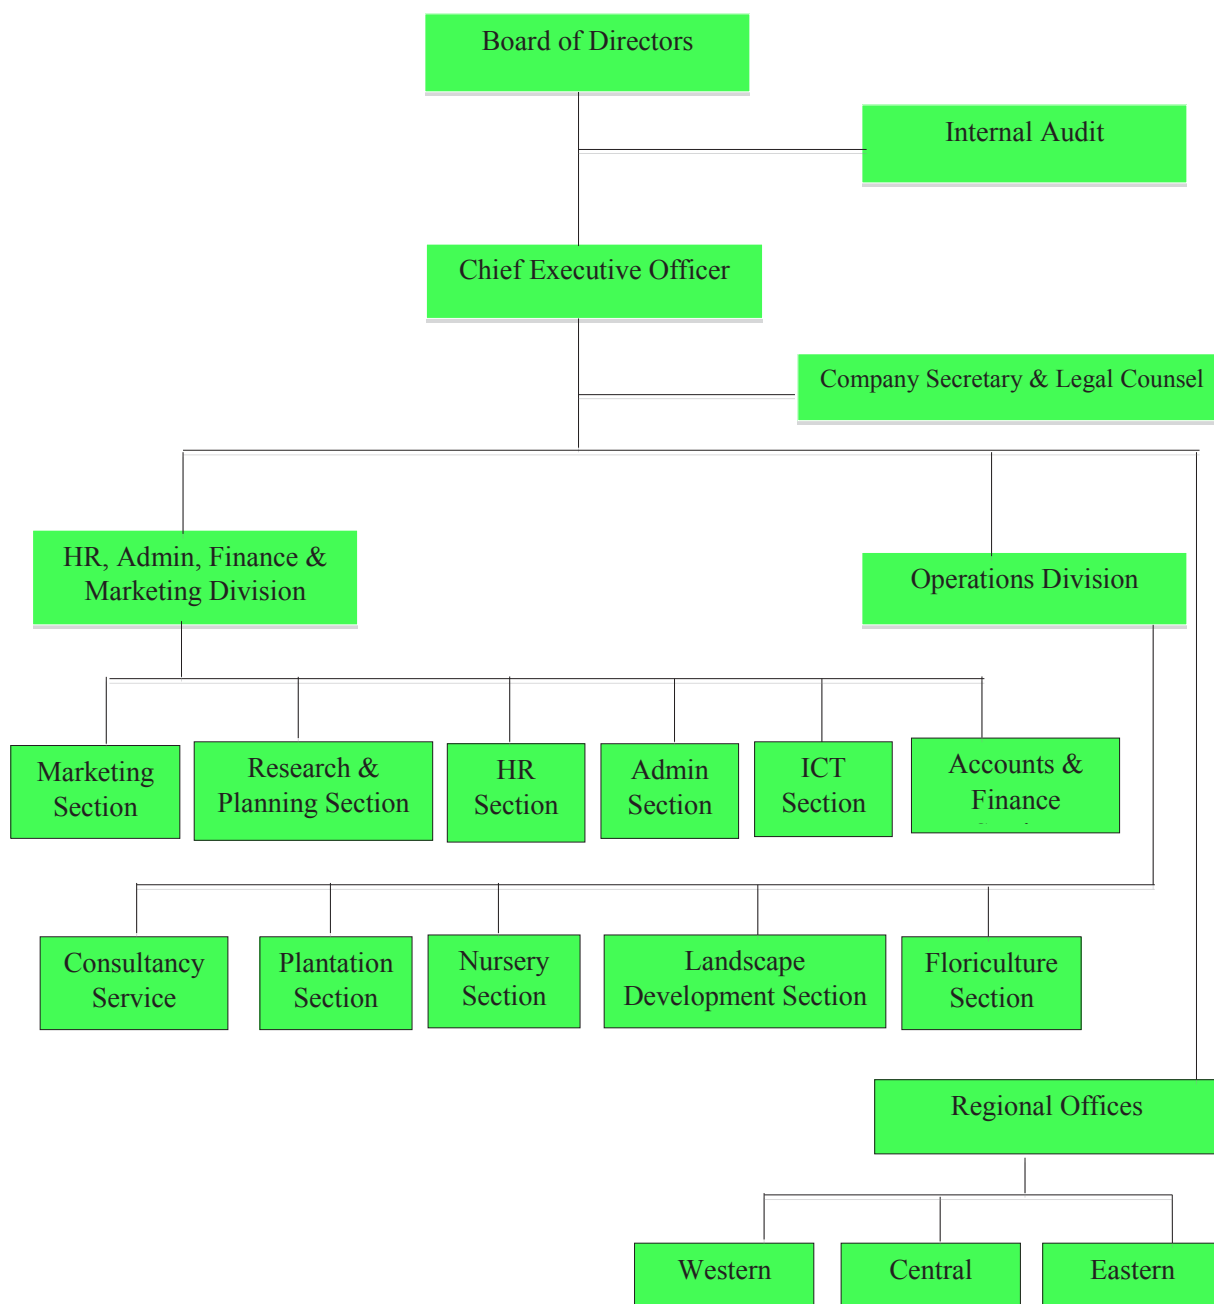 Board of Directors
Internal Audit
Chief Executive Officer
Company Secretary & Legal Counsel
HR, Admin, Finance &
Marketing Division
Operations Division
Marketing
Section
Research &
Planning Section
HR
Section
Admin
Section
ICT
Section
Accounts &
Finance
Consultancy
Service
Plantation
Section
Nursery
Section
Landscape
Development Section
Floriculture
Section
Regional Offices
Western
Central
Eastern